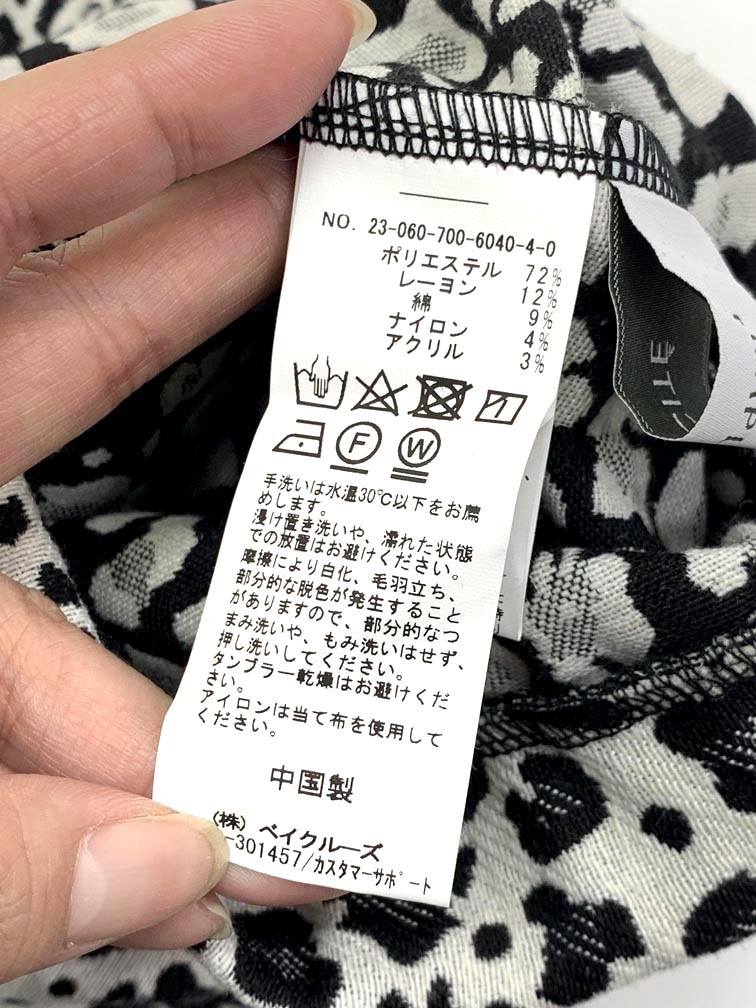 NO. 23-060-700-6040-4-0
ポリエステル 72%
レーヨン 12%
綿 9%
ナイロン 4%
アクリル 3%
F W
手洗いは水温30℃以下をお薦
めします。
浸け置き洗いや、濡れた状態
での放置はお避けください。
摩擦により白化、毛羽立ち、
部分的な脱色が発生すること
がありますので、部分的なつ
まみ洗いや、もみ洗いはせず、
押し洗いしてください。
タンブラー乾燥はお避けくだ
さい。
アイロンは当て布を使用して
ください。
中国製
(株) ベイクルーズ
-301457/カスタマーサポート